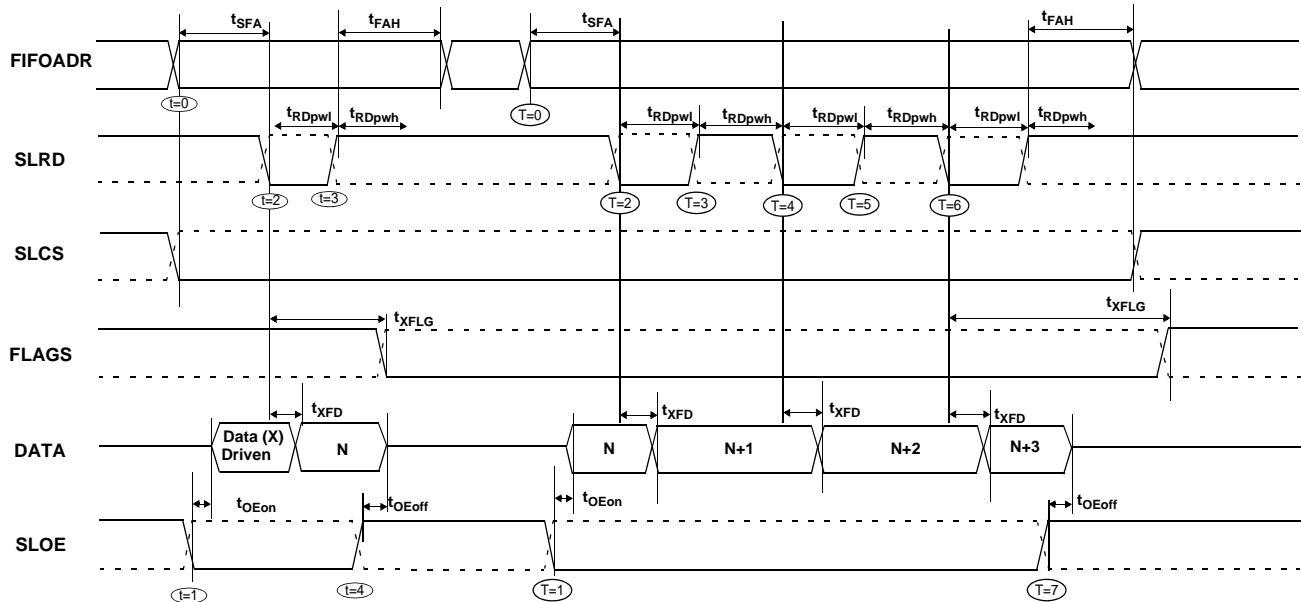 tSFA tFAH tSFA tFAH
FIFOADR
t=0 T=0
tRDpwl tRDpwh tRDpwl tRDpwh tRDpwl tRDpwh tRDpwl tRDpwh
SLRD
t=2 t=3 T=2 T=3 T=4 T=5 T=6
SLCS
tXFLG tXFLG
FLAGS
tXFD tXFD tXFD tXFD
DATA
Data (X)
Driven
N N N+1 N+2 N+3
tOEon tOEoff tOEon tOEoff
SLOE
t=1 t=4 T=1 T=7